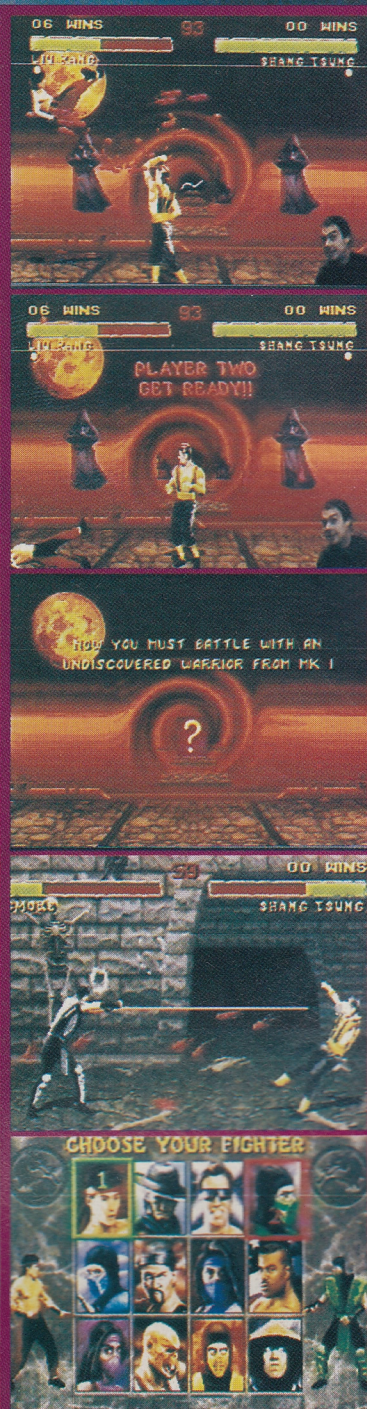 06 WINS 93 00 WINS
LIU KANG SHANG TSUNG
06 WINS 93 00 WINS
LIU KANG SHANG TSUNG
PLAYER TWO
GET READY!!
NOW YOU MUST BATTLE WITH AN
UNDISCOVERED WARRIOR FROM MK I
?
59 00 WINS
SMOKE SHANG TSUNG
CHOOSE YOUR FIGHTER
1